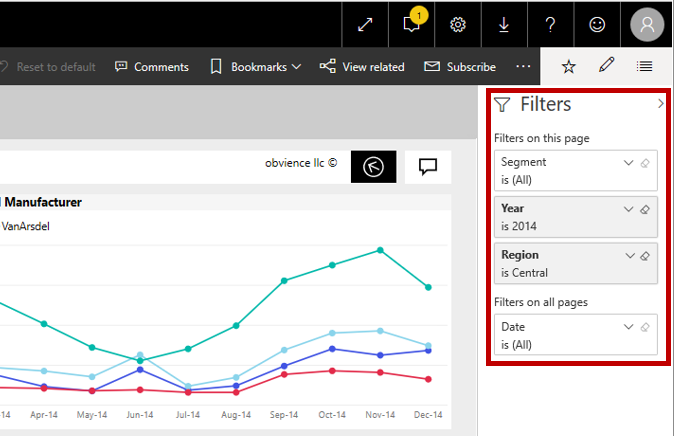 1
?
Reset to default
Comments
Bookmarks
View related
Subscribe
...
Filters
Filters on this page
Segment
is (All)
Year
is 2014
Region
is Central
Filters on all pages
Date
is (All)
obvience llc ©
Manufacturer
VanArsdel
Apr-14
May-14
Jun-14
Jul-14
Aug-14
Sep-14
Oct-14
Nov-14
Dec-14